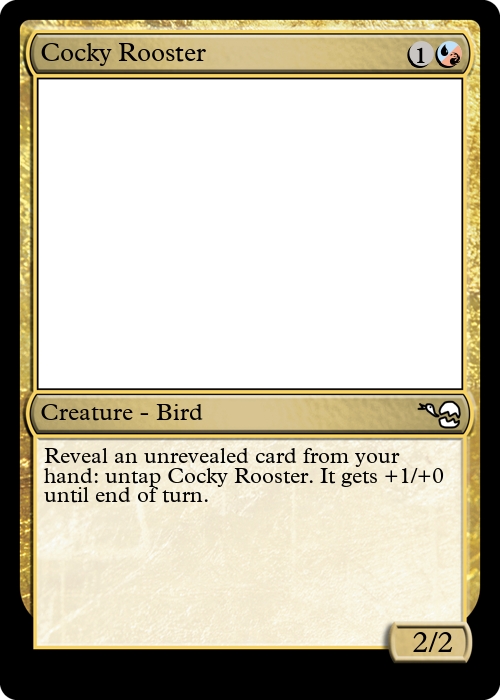 Cocky Rooster 1
Creature - Bird
Reveal an unrevealed card from your
hand: untap Cocky Rooster. It gets +1/+0
until end of turn.
2/2